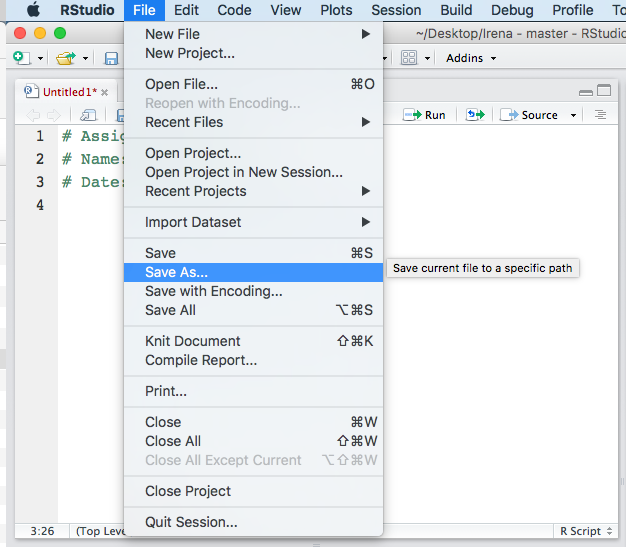 RStudio File Edit Code View Plots Session Build Debug Profile
~/Desktop/Irena - master - RStudio
Addins
Untitled1*
Run Source
1 # Assig
2 # Name:
3 # Date:
4
New File
New Project...
Open File... ⌘O
Reopen with Encoding...
Recent Files
Open Project...
Open Project in New Session...
Recent Projects
Import Dataset
Save ⌘S
Save As...
Save current file to a specific path
Save with Encoding...
Save All ⌥⌘S
Knit Document ⇧⌘K
Compile Report...
Print...
Close ⌘W
Close All ⇧⌘W
Close All Except Current ⌥⇧⌘W
Close Project
Quit Session...
3:26 (Top Leve R Script